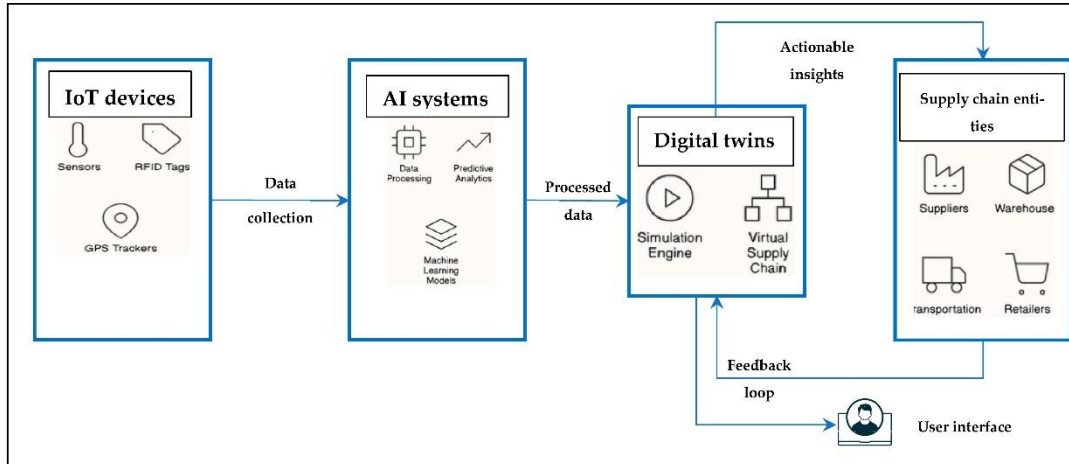 IoT devices
Sensors
RFID Tags
GPS Trackers
Data
collection
AI systems
Data
Processing
Predictive
Analytics
Machine
Learning
Models
Processed
data
Digital twins
Simulation
Engine
Virtual
Supply
Chain
Actionable
insights
Supply chain enti-
ties
Suppliers
Warehouse
ransportation
Retailers
Feedback
loop
User interface